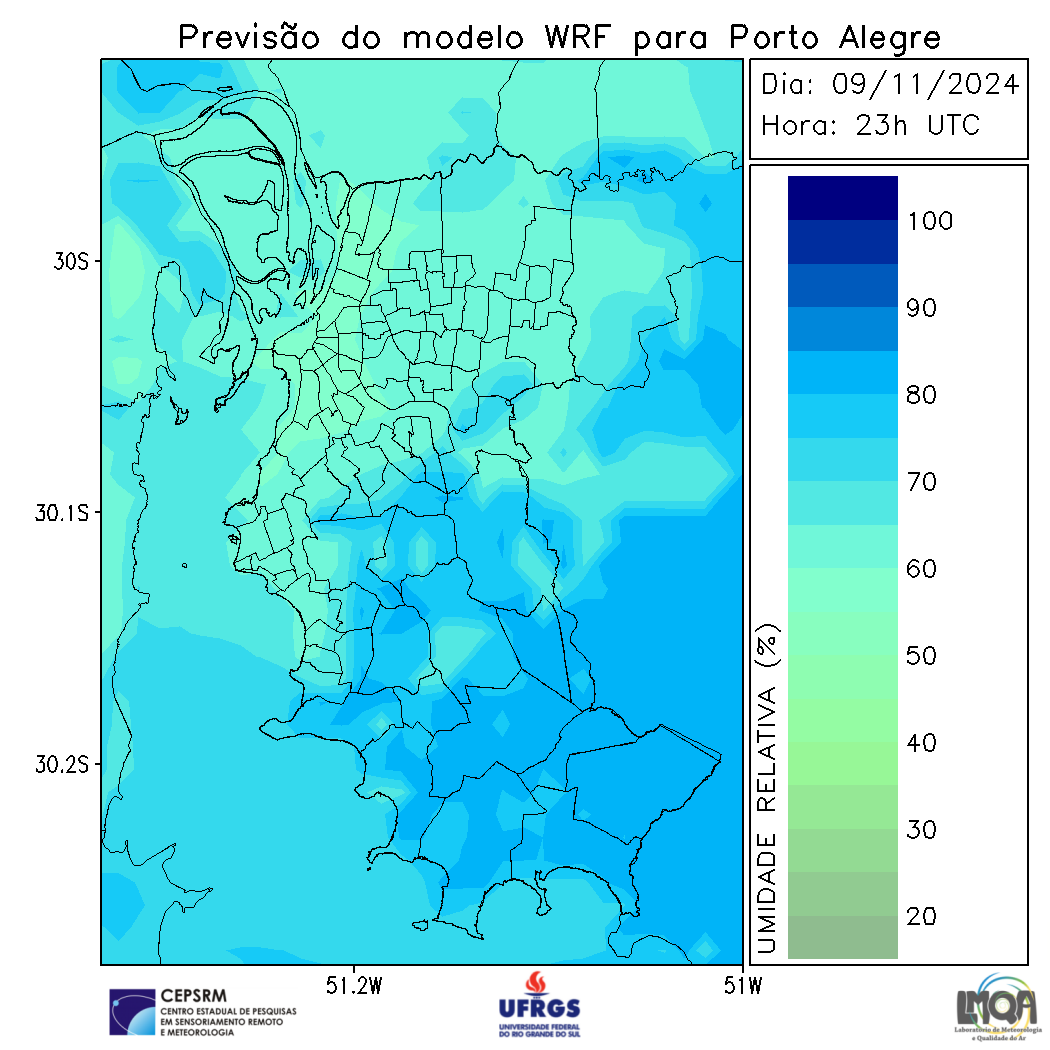 Previsão do modelo WRF para Porto Alegre
Dia: 09/11/2024
Hora: 23h UTC
30S
30.1S
30.2S
51.2W
51W
UMIDADE RELATIVA (%)
100
90
80
70
60
50
40
30
20
CEPSRM
CENTRO ESTADUAL DE PESQUISAS
EM SENSORIAMENTO REMOTO
E METEOROLOGIA
UFRGS
UNIVERSIDADE FEDERAL
DO RIO GRANDE DO SUL
LMQA
Laboratório de Meteorologia
e Qualidade do Ar